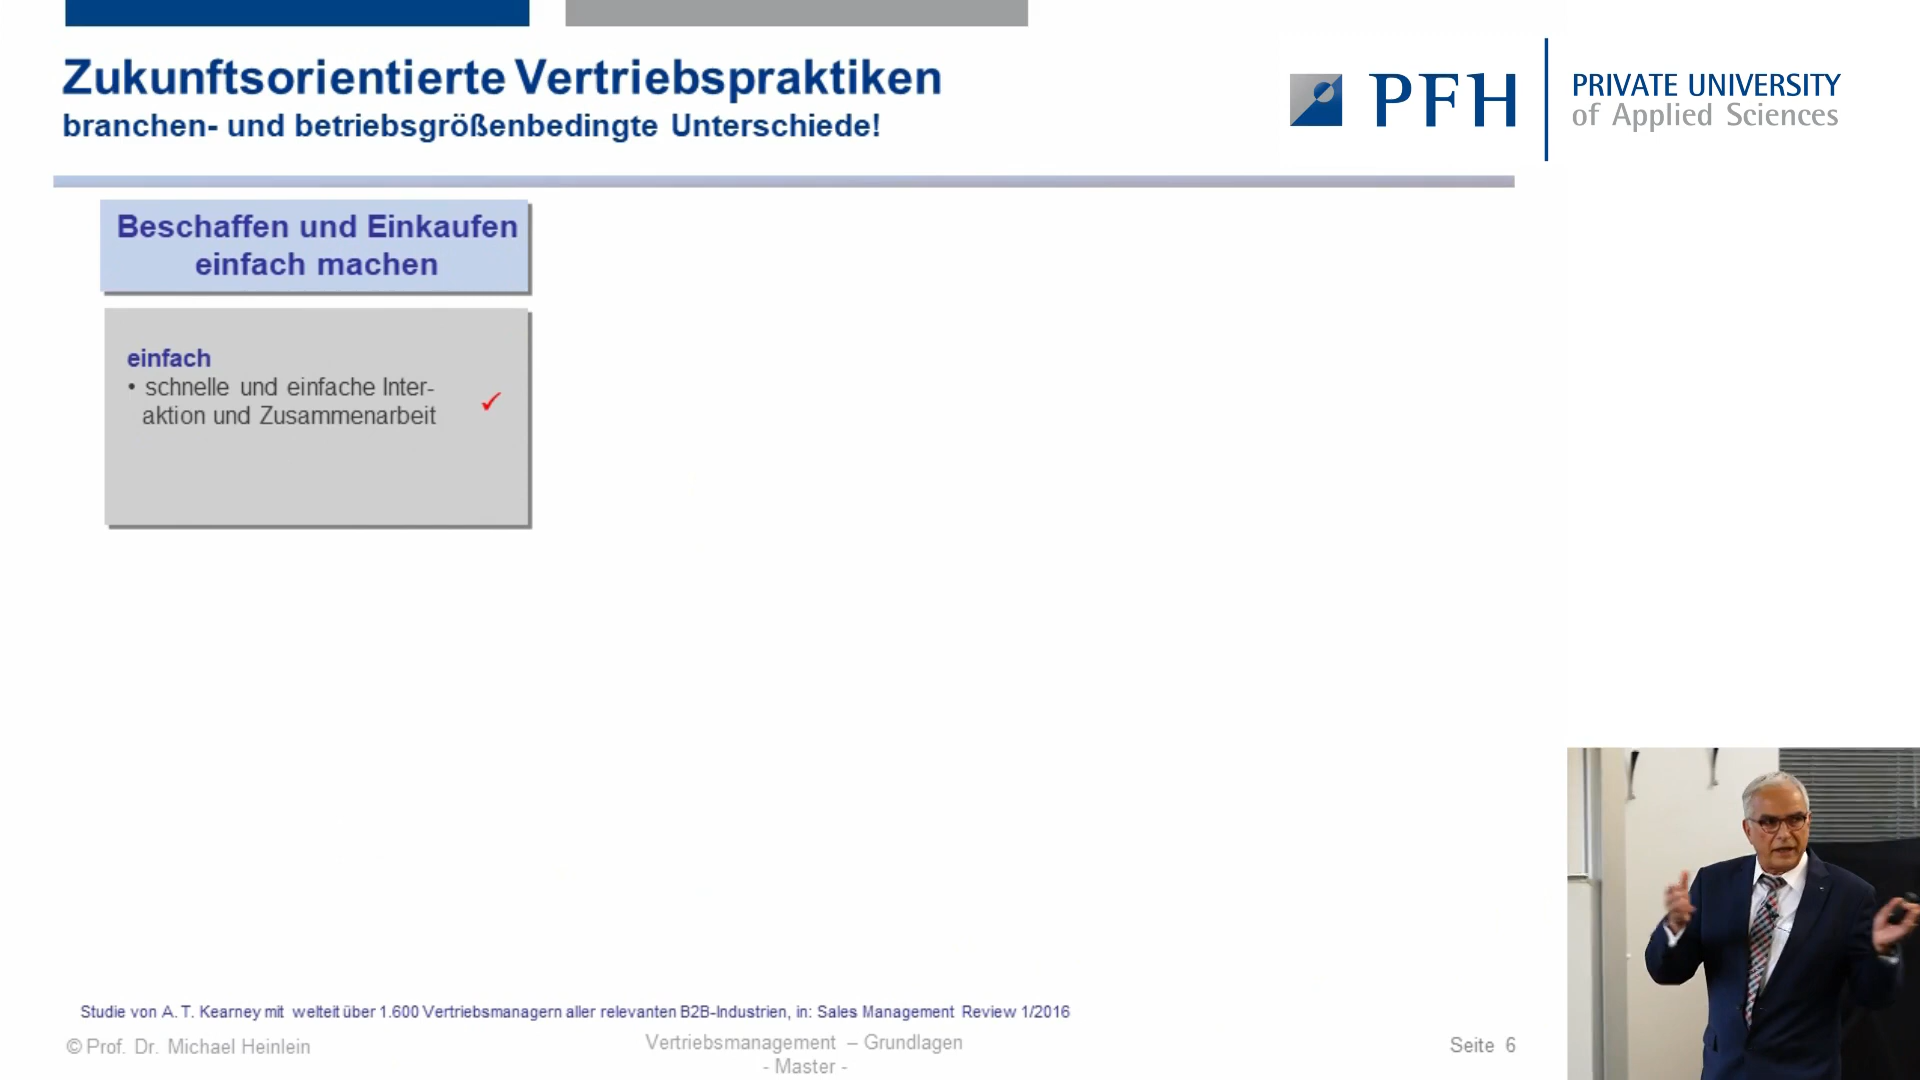 Zukunftsorientierte Vertriebspraktiken
branchen- und betriebsgrößenbedingte Unterschiede!
PFH
PRIVATE UNIVERSITY
of Applied Sciences
Beschaffen und Einkaufen
einfach machen
einfach
• schnelle und einfache Inter-
aktion und Zusammenarbeit
✓
Studie von A. T. Kearney mit welteit über 1.600 Vertriebsmanagern aller relevanten B2B-Industrien, in: Sales Management Review 1/2016
© Prof. Dr. Michael Heinlein
Vertriebsmanagement – Grundlagen
- Master -
Seite 6